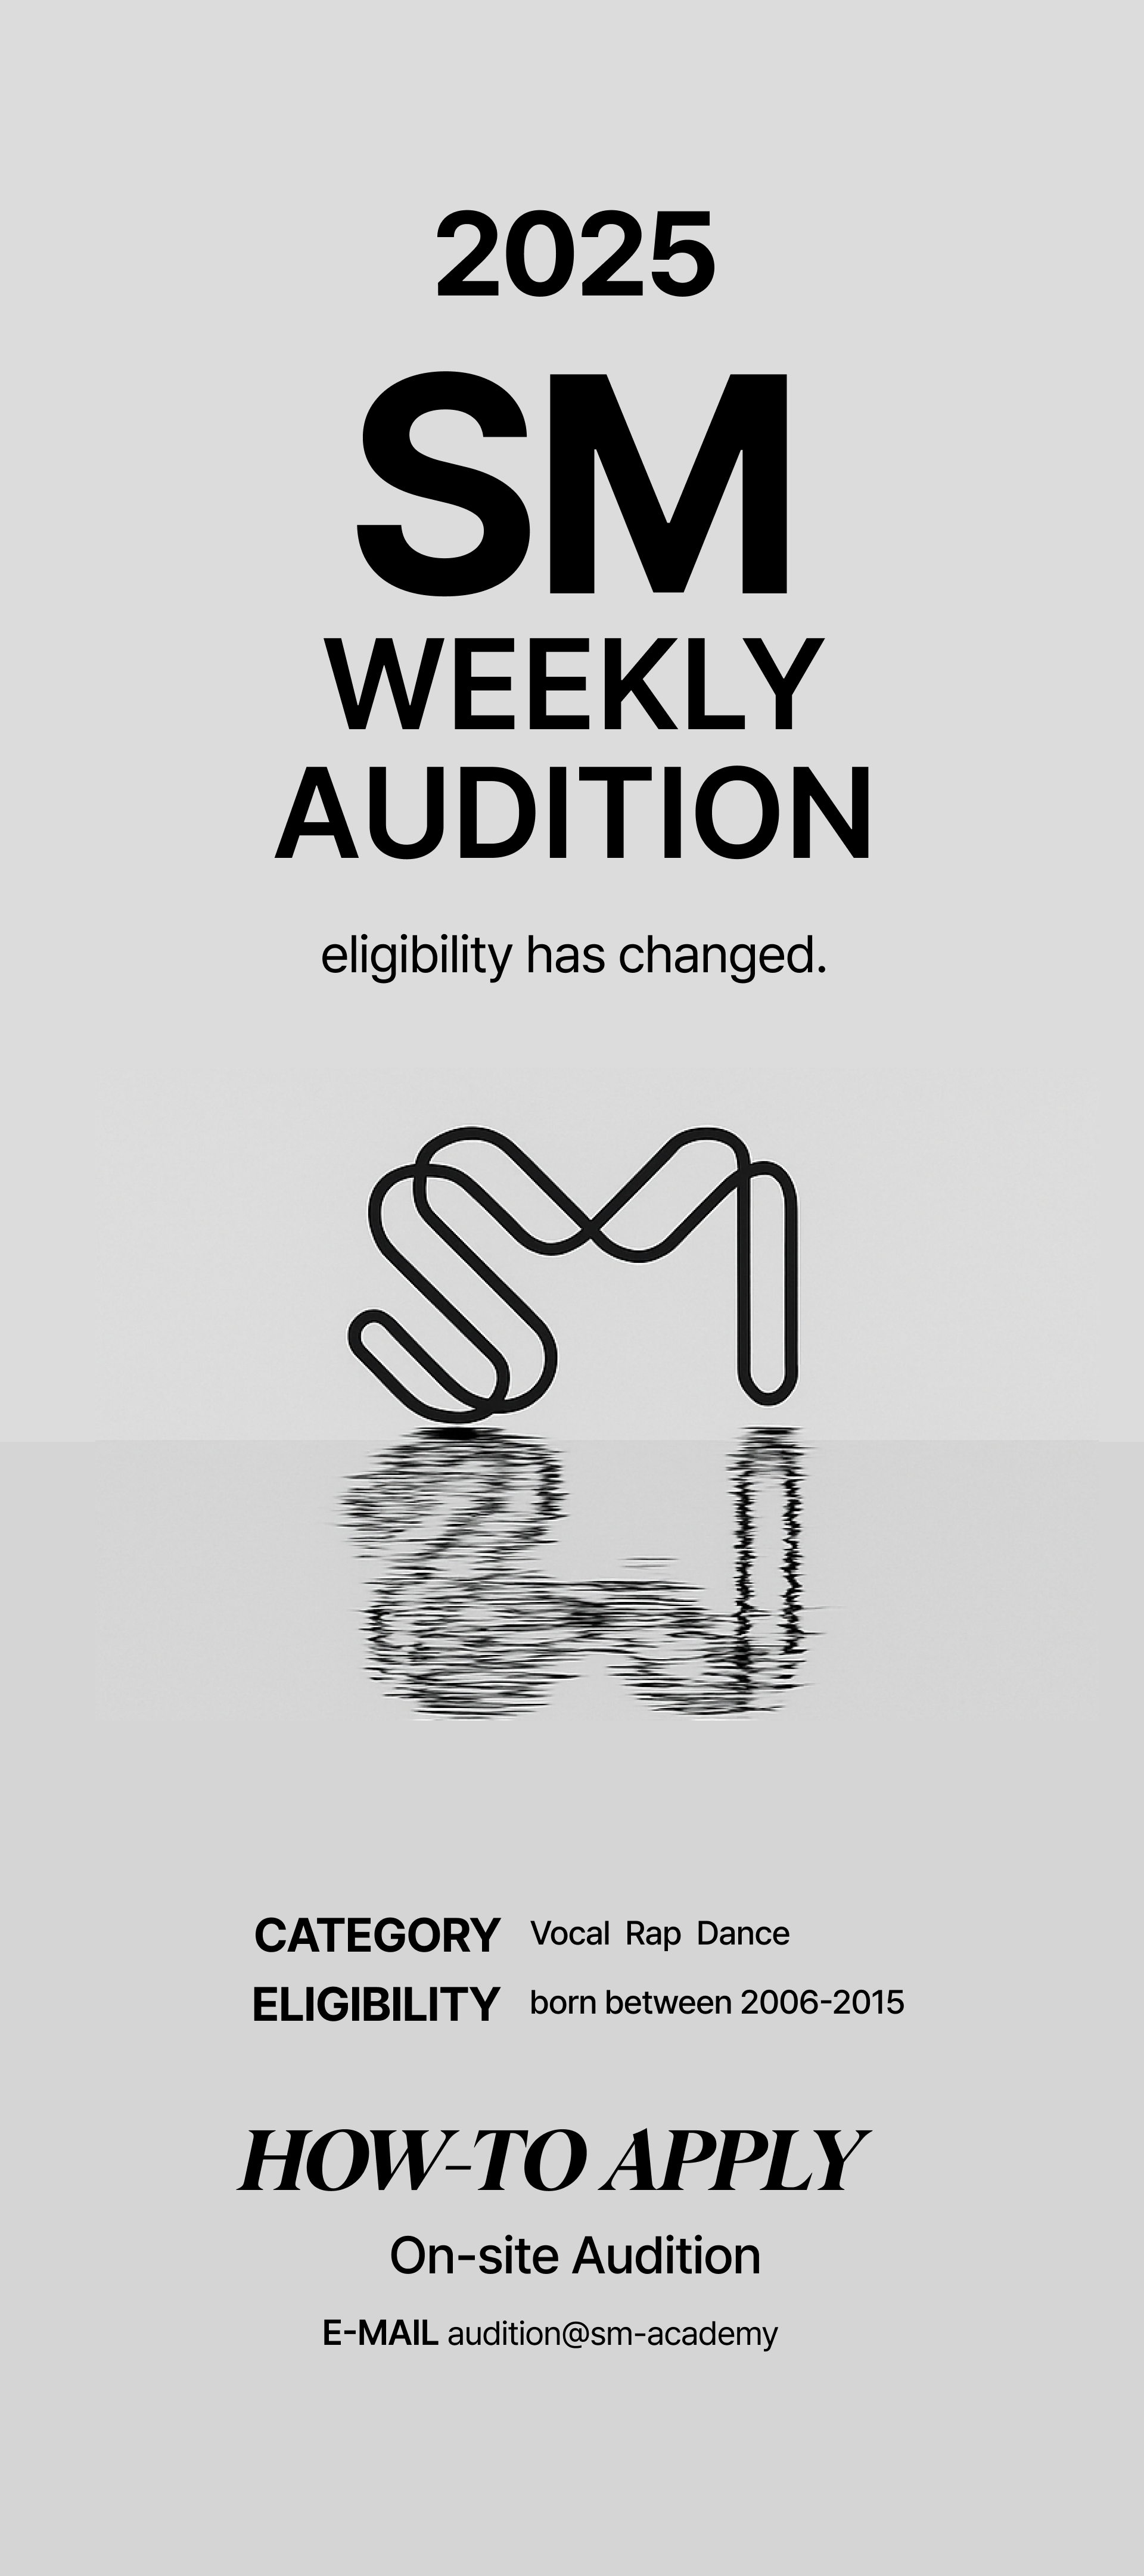 2025
SM
WEEKLY
AUDITION
eligibility has changed.
SM
CATEGORY Vocal Rap Dance
ELIGIBILITY born between 2006-2015
HOW-TO APPLY
On-site Audition
E-MAIL audition@sm-academy